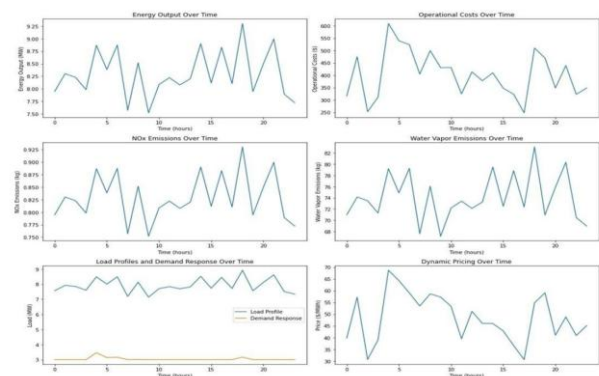 Energy Output Over Time
Energy Output (MW)
9.25
9.00
8.75
8.50
8.25
8.00
7.75
7.50
0 5 10 15 20
Time (hours)
Operational Costs Over Time
Operational Costs ($)
600
550
500
450
400
350
300
250
0 5 10 15 20
Time (hours)
NOx Emissions Over Time
NOx Emissions (kg)
0.925
0.900
0.875
0.850
0.825
0.800
0.775
0.750
0 5 10 15 20
Time (hours)
Water Vapor Emissions Over Time
Water Vapor Emissions (kg)
82
80
78
76
74
72
70
68
0 5 10 15 20
Time (hours)
Load Profiles and Demand Response Over Time
Load (MW)
9
8
7
6
5
4
3
Load Profile
Demand Response
0 5 10 15 20
Time (hours)
Dynamic Pricing Over Time
Price ($/MWh)
70
65
60
55
50
45
40
35
30
0 5 10 15 20
Time (hours)